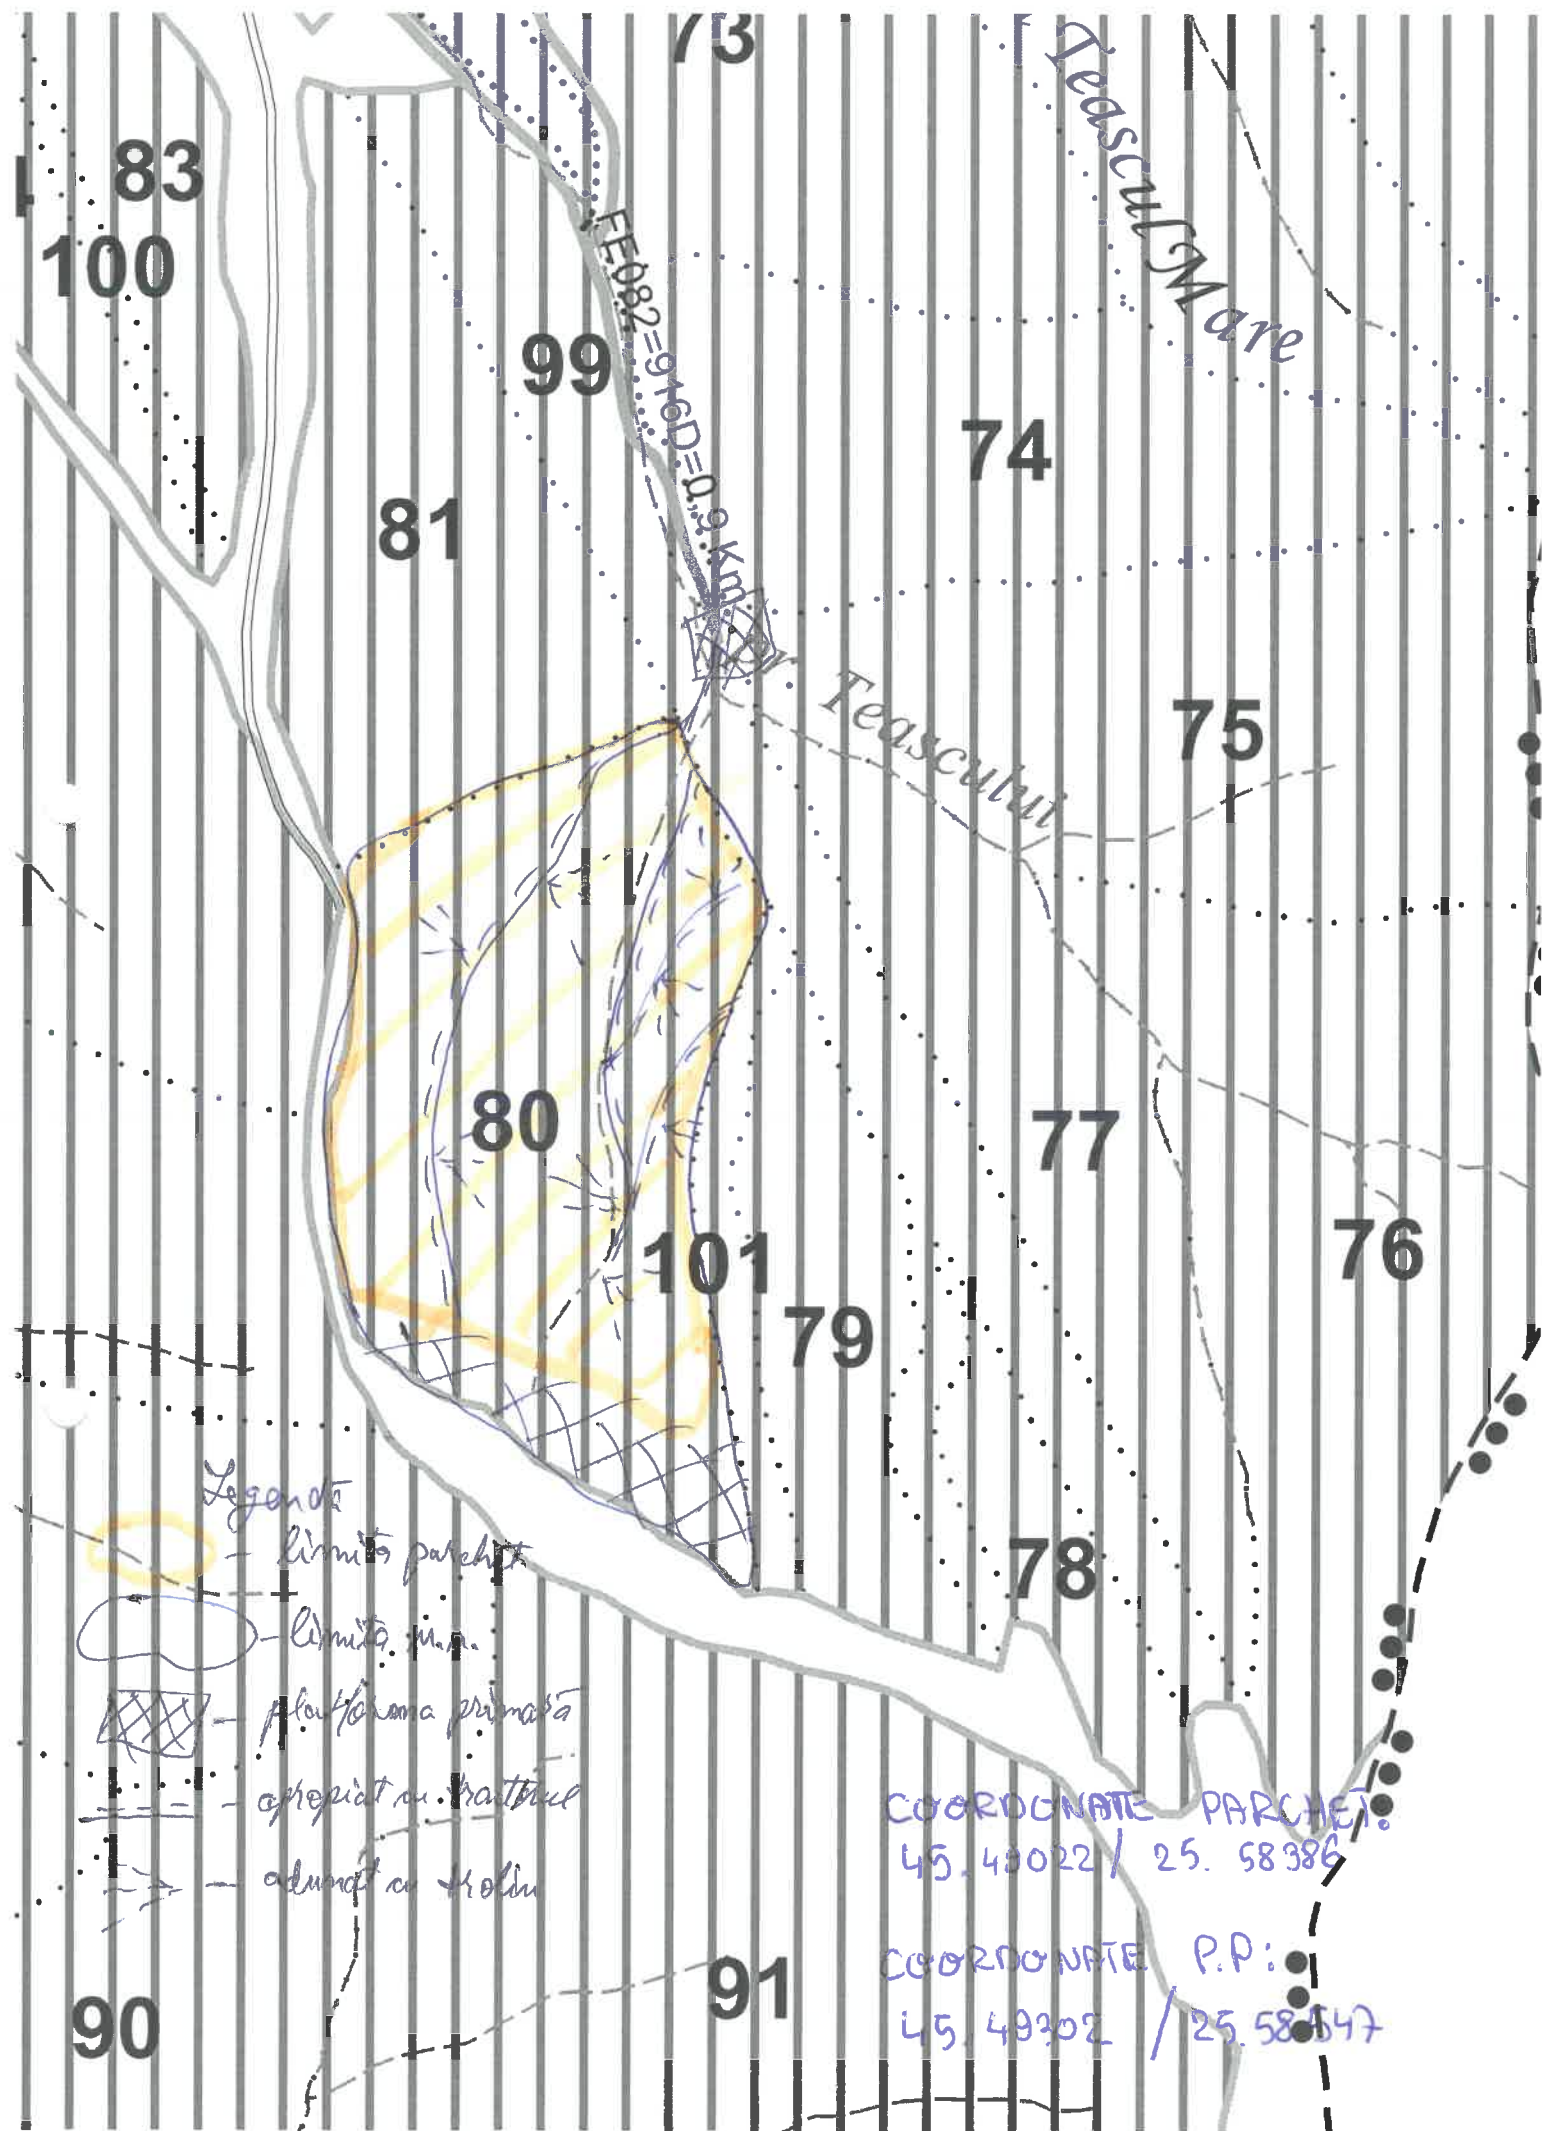 73
Teascul Mare
83
100
FE082=916D=0,9 Km
99
74
81
Pr Teascului
75
80
77
101
76
79
Legendă
- limită parchet
78
- limită u.a.
- platforma primară
- apropiat cu tractorul
COORDONATE PARCHET:
45. 49022 / 25. 58386
- adunat cu troliu
COORDONATE P.P:
91
45. 49302 / 25. 58547
90